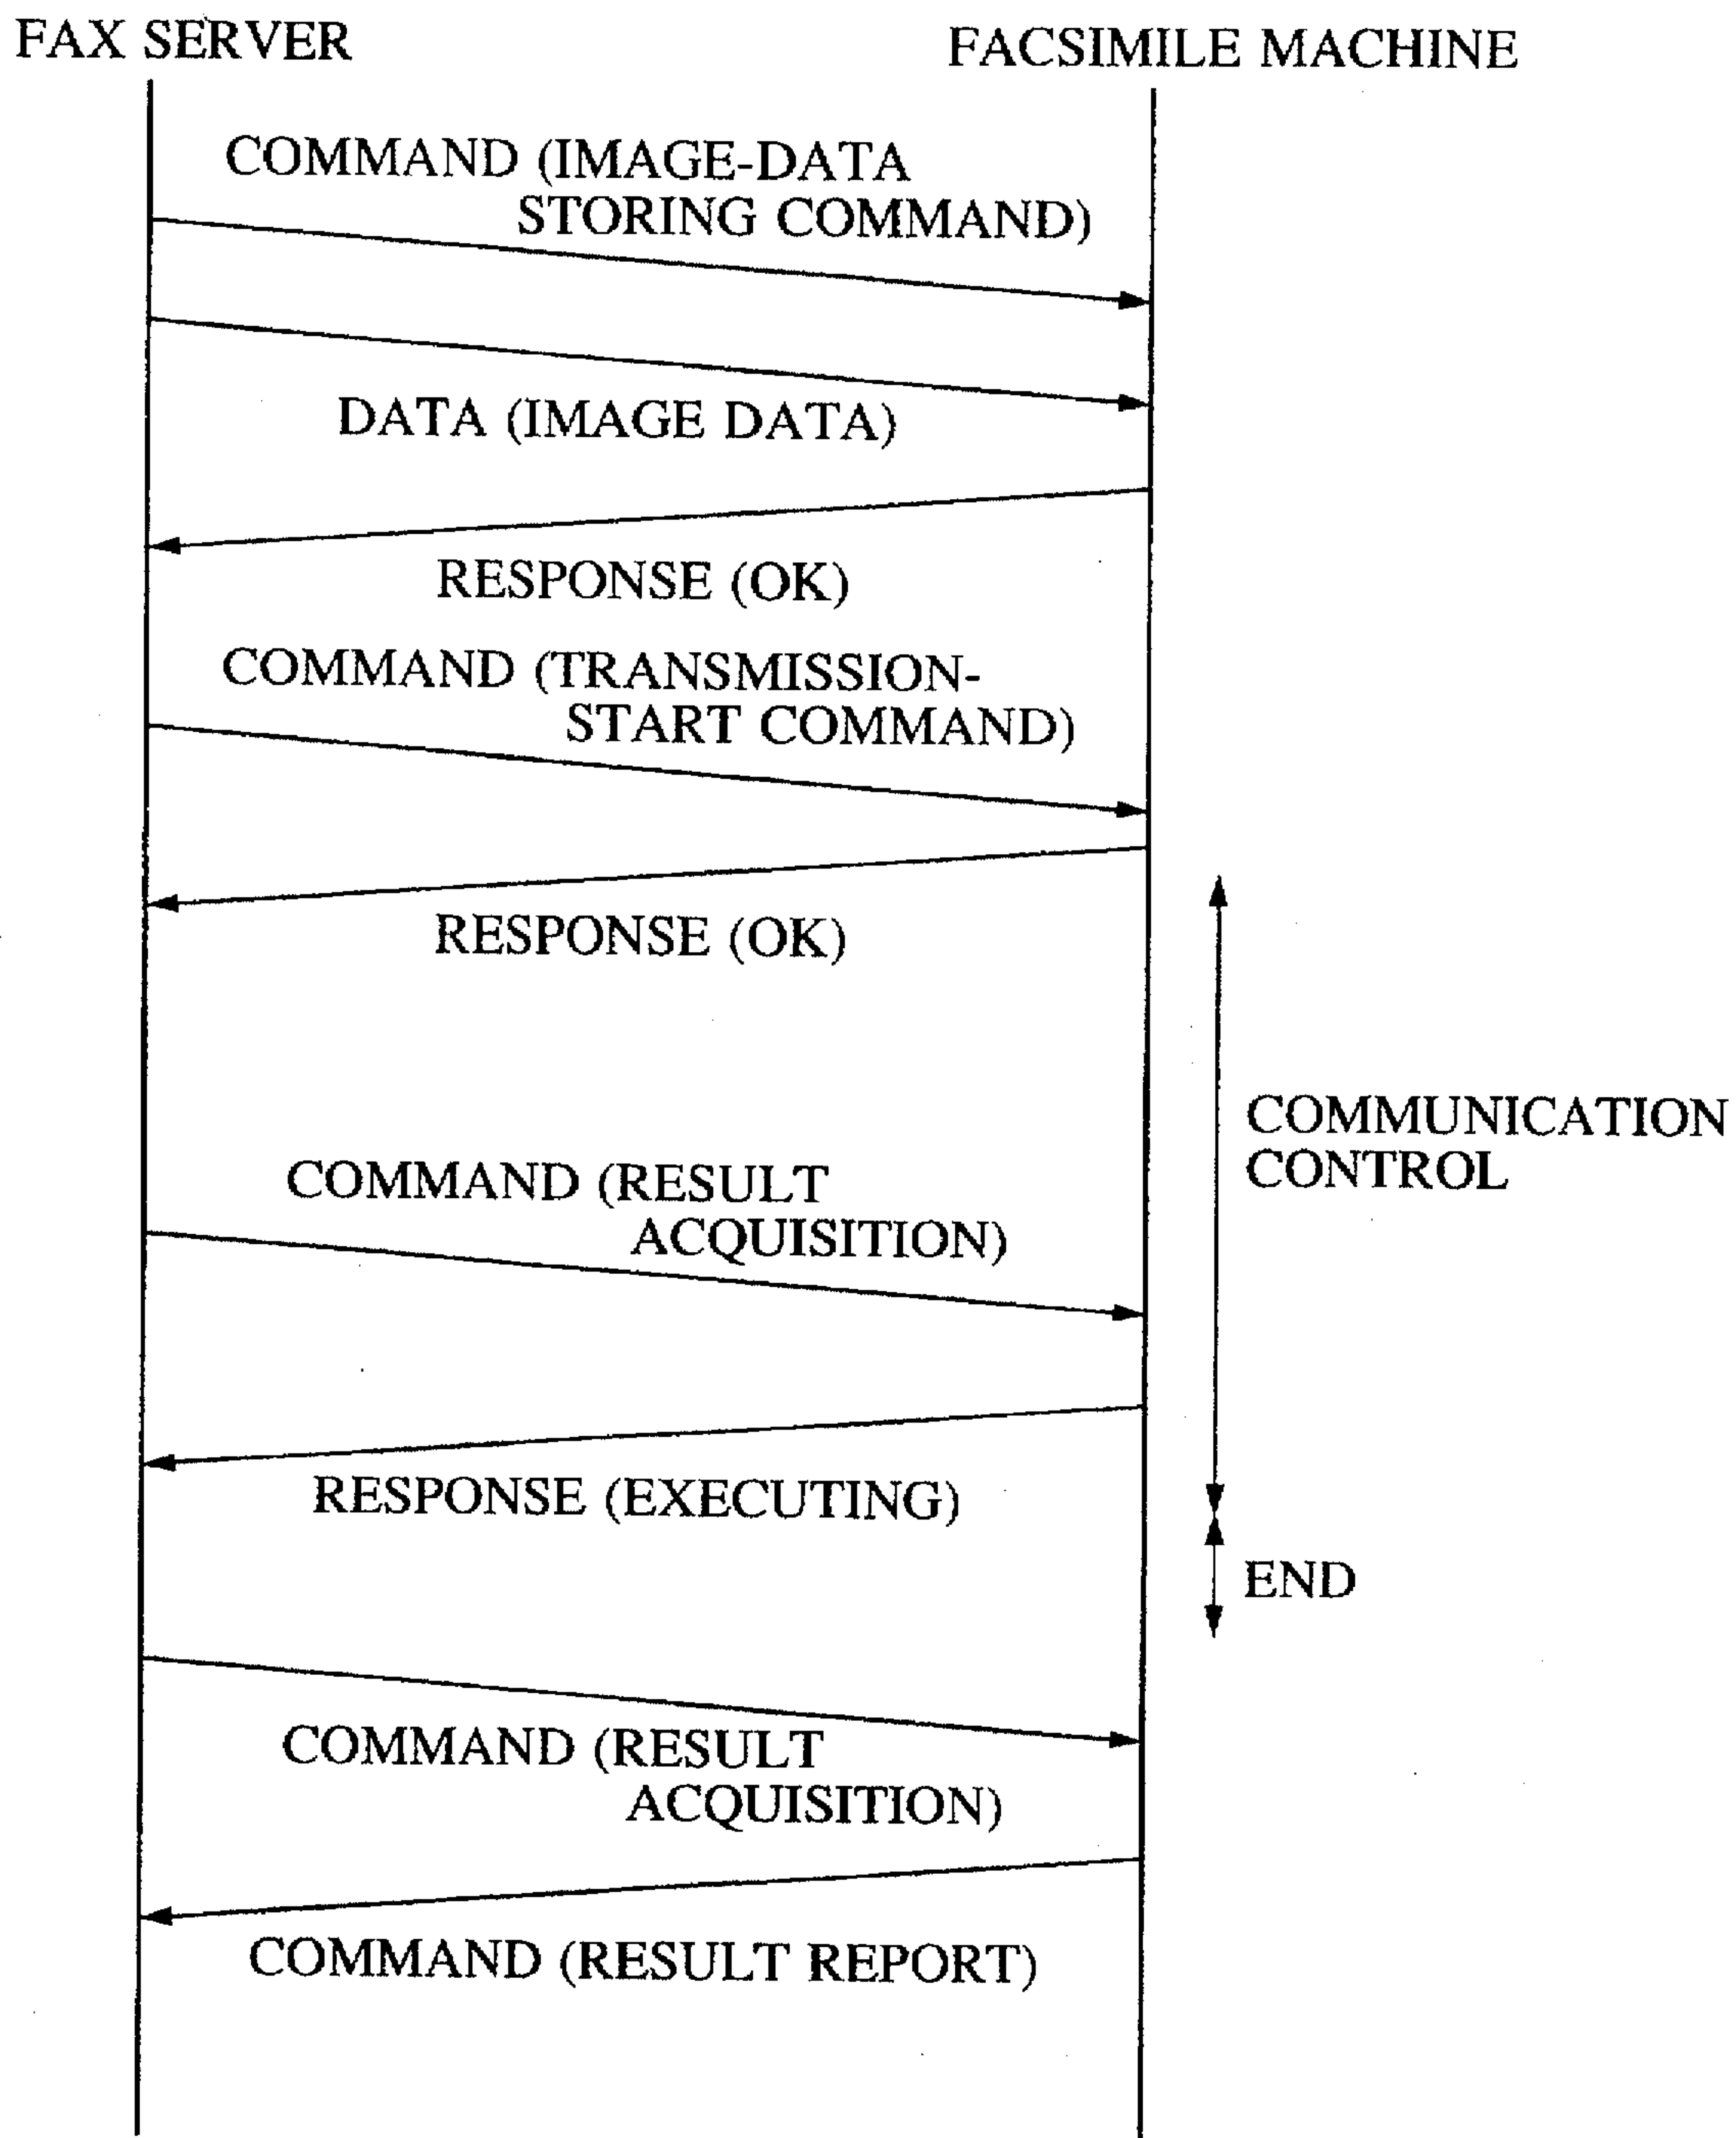 FAX SERVER
FACSIMILE MACHINE
COMMAND (IMAGE-DATA
STORING COMMAND)
DATA (IMAGE DATA)
RESPONSE (OK)
COMMAND (TRANSMISSION-
START COMMAND)
RESPONSE (OK)
COMMUNICATION
CONTROL
COMMAND (RESULT
ACQUISITION)
RESPONSE (EXECUTING)
END
COMMAND (RESULT
ACQUISITION)
COMMAND (RESULT REPORT)